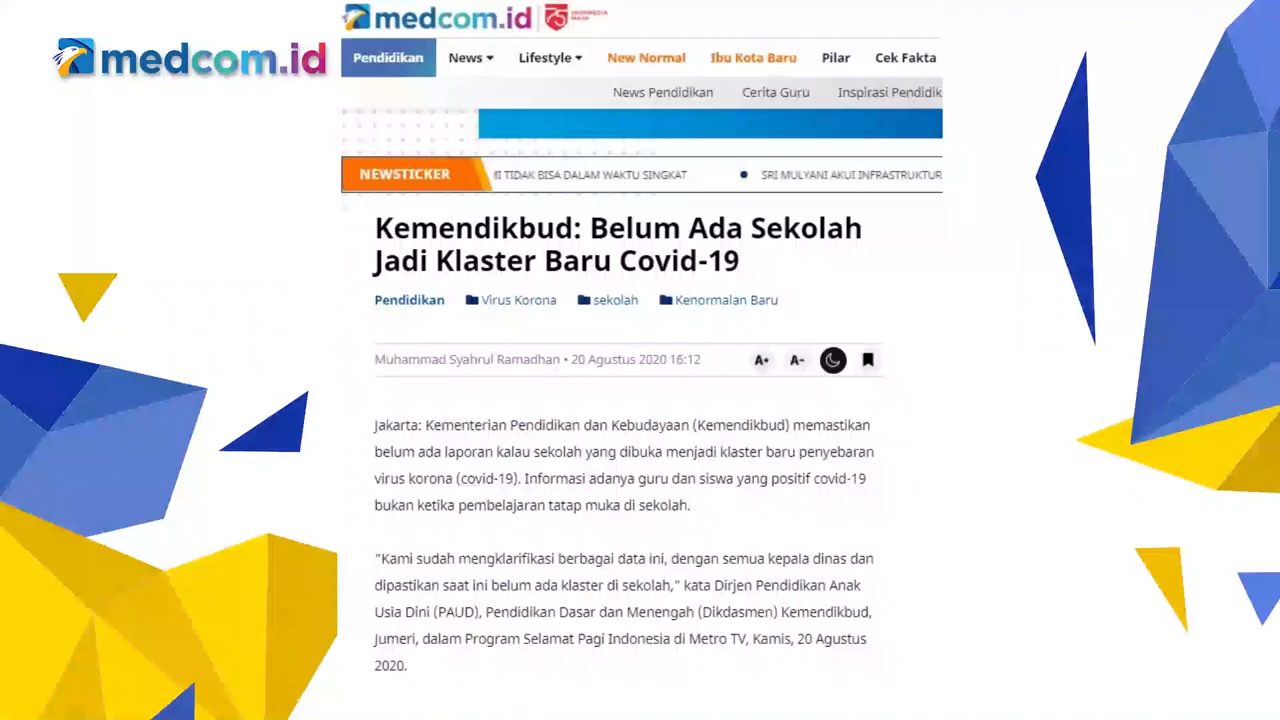 medcom.id
medcom.id 75 INDONESIA MAJU
Pendidikan News Lifestyle New Normal Ibu Kota Baru Pilar Cek Fakta
News Pendidikan Cerita Guru Inspirasi Pendidik
NEWSTICKER TIDAK BISA DALAM WAKTU SINGKAT • SRI MULYANI AKUI INFRASTRUKTUR
Kemendikbud: Belum Ada Sekolah
Jadi Klaster Baru Covid-19
Pendidikan Virus Korona sekolah Kenormalan Baru
Muhammad Syahrul Ramadhan • 20 Agustus 2020 16:12 A+ A-
Jakarta: Kementerian Pendidikan dan Kebudayaan (Kemendikbud) memastikan
belum ada laporan kalau sekolah yang dibuka menjadi klaster baru penyebaran
virus korona (covid-19). Informasi adanya guru dan siswa yang positif covid-19
bukan ketika pembelajaran tatap muka di sekolah.
"Kami sudah mengklarifikasi berbagai data ini, dengan semua kepala dinas dan
dipastikan saat ini belum ada klaster di sekolah," kata Dirjen Pendidikan Anak
Usia Dini (PAUD), Pendidikan Dasar dan Menengah (Dikdasmen) Kemendikbud,
Jumeri, dalam Program Selamat Pagi Indonesia di Metro TV, Kamis, 20 Agustus
2020.